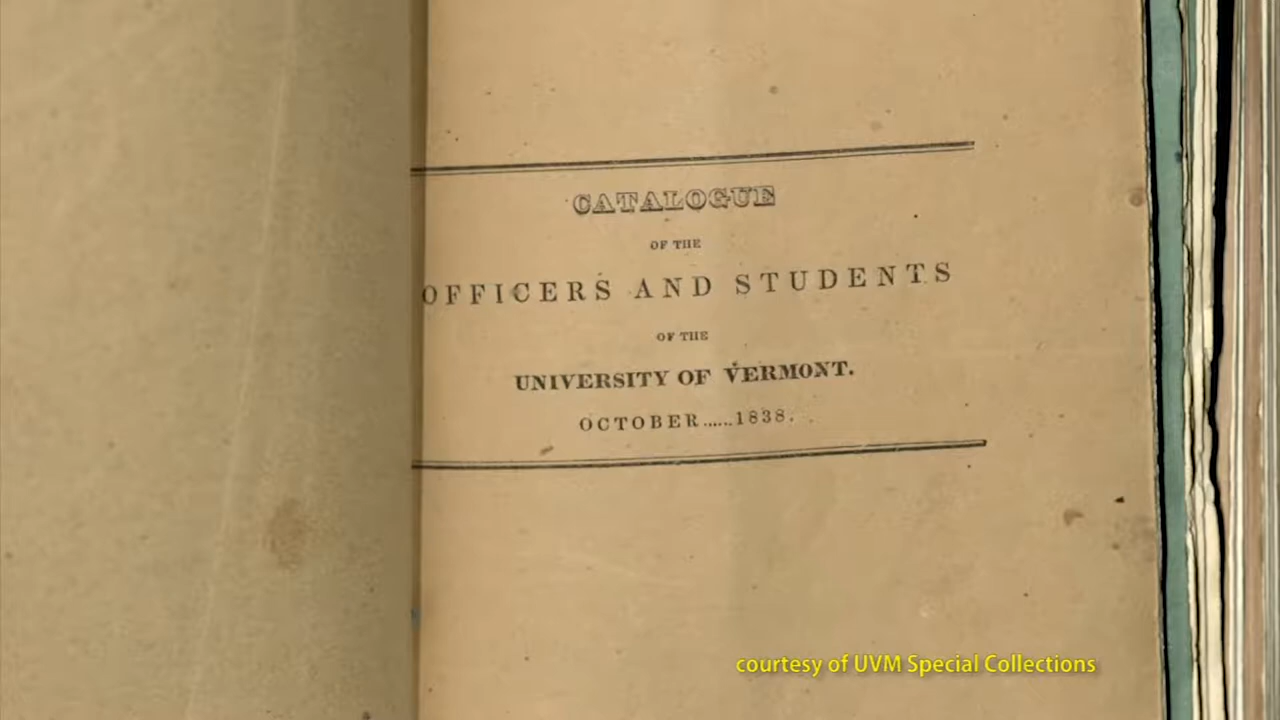 CATALOGUE
OF THE
OFFICERS AND STUDENTS
OF THE
UNIVERSITY OF VERMONT.
OCTOBER......1838.
courtesy of UVM Special Collections